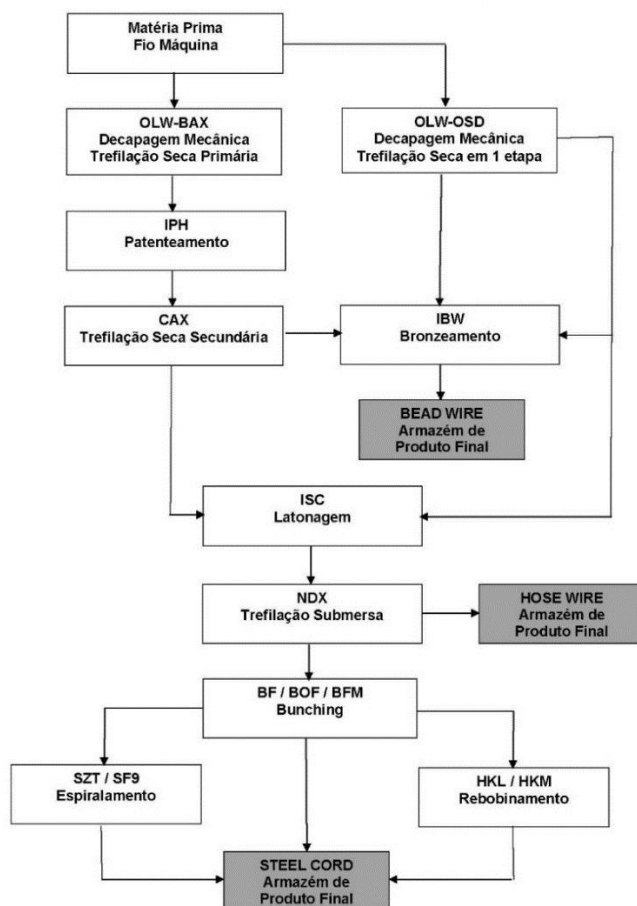 Matéria Prima
Fio Máquina
OLW-BAX
Decapagem Mecânica
Trefilação Seca Primária
OLW-OSD
Decapagem Mecânica
Trefilação Seca em 1 etapa
IPH
Patenteamento
CAX
Trefilação Seca Secundária
IBW
Bronzeamento
BEAD WIRE
Armazém de
Produto Final
ISC
Latonagem
NDX
Trefilação Submersa
HOSE WIRE
Armazém de
Produto Final
BF / BOF / BFM
Bunching
SZT / SF9
Espiralamento
HKL / HKM
Rebobinamento
STEEL CORD
Armazém de
Produto Final